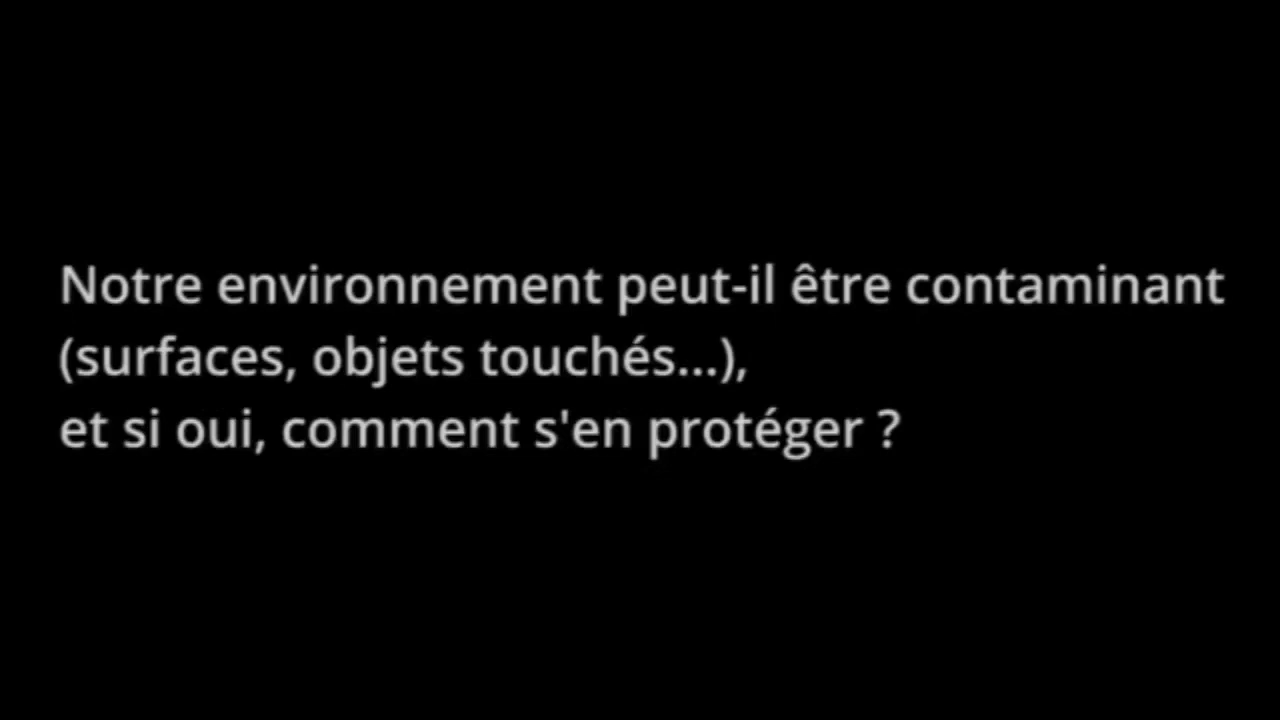 Notre environnement peut-il être contaminant
(surfaces, objets touchés...),
et si oui, comment s'en protéger ?